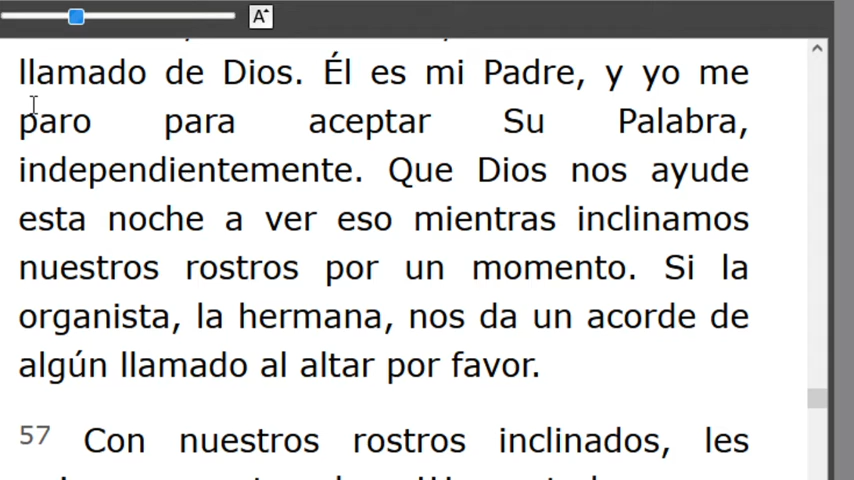 A
llamado de Dios. Él es mi Padre, y yo me
paro para aceptar Su Palabra,
independientemente. Que Dios nos ayude
esta noche a ver eso mientras inclinamos
nuestros rostros por un momento. Si la
organista, la hermana, nos da un acorde de
algún llamado al altar por favor.
57 Con nuestros rostros inclinados, les